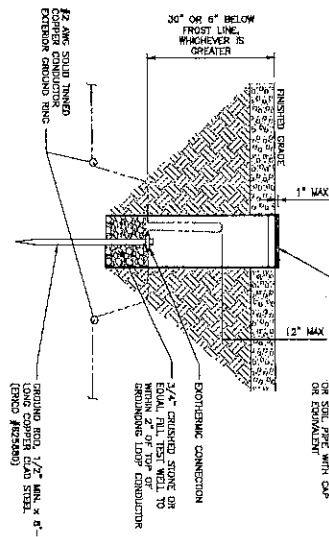 30" OR 6" BELOW
FROST LINE,
WHICHEVER IS
GREATER
FINISHED GRADE
1" MAX
OR SOIL PIPE WITH CAP
OR EQUIVALENT
12" MAX
#2 AWG SOLID TINNED
COPPER CONDUCTOR
EXTERIOR GROUND RING
EXOTHERMIC CONNECTION
3/4" CRUSHED STONE OR
EQUAL FILL TEST WELL TO
WITHIN 2" OF TOP OF
GROUNDING LOOP CONDUCTOR
GROUND ROD, 1/2" MIN. x 8'-
LONG COPPER CLAD STEEL
(ERICO #625880)